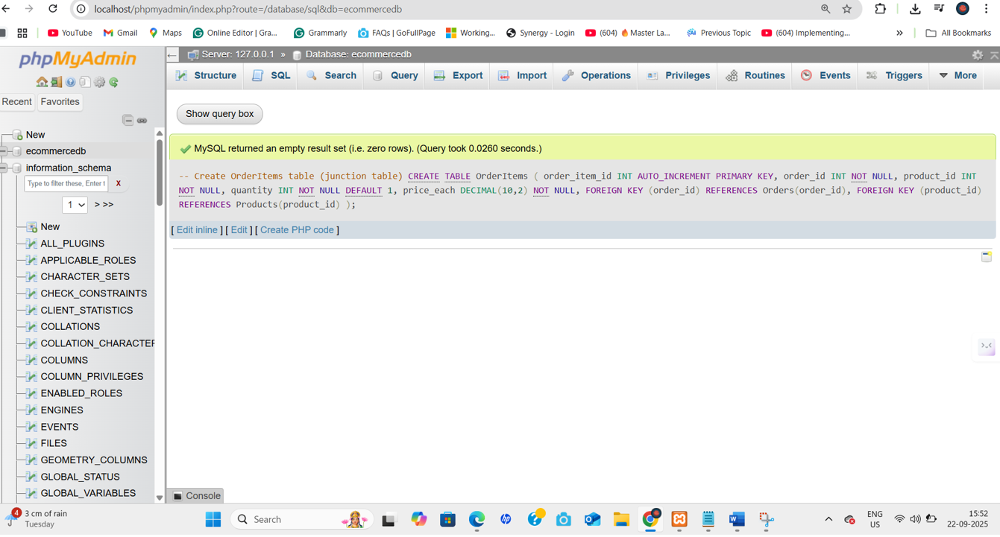 localhost/phpmyadmin/index.php?route=/database/sql&db=ecommercedb
YouTube Gmail Maps Online Editor | Gra... Grammarly FAQs | GoFullPage Working... Synergy - Login (604) 🔥 Master La... Previous Topic (604) Implementing... » All Bookmarks
phpMyAdmin
Server: 127.0.0.1 » Database: ecommercedb
Structure SQL Search Query Export Import Operations Privileges Routines Events Triggers More
Recent Favorites
Show query box
New
ecommercedb
information_schema
Type to filter these, Enter t X
1 > >>
New
ALL_PLUGINS
APPLICABLE_ROLES
CHARACTER_SETS
CHECK_CONSTRAINTS
CLIENT_STATISTICS
COLLATIONS
COLLATION_CHARACTER
COLUMNS
COLUMN_PRIVILEGES
ENABLED_ROLES
ENGINES
EVENTS
FILES
GEOMETRY_COLUMNS
GLOBAL_STATUS
GLOBAL_VARIABLES
MySQL returned an empty result set (i.e. zero rows). (Query took 0.0260 seconds.)
-- Create OrderItems table (junction table) CREATE TABLE OrderItems ( order_item_id INT AUTO_INCREMENT PRIMARY KEY, order_id INT NOT NULL, product_id INT
NOT NULL, quantity INT NOT NULL DEFAULT 1, price_each DECIMAL(10,2) NOT NULL, FOREIGN KEY (order_id) REFERENCES Orders(order_id), FOREIGN KEY (product_id)
REFERENCES Products(product_id) );
[ Edit inline ] [ Edit ] [ Create PHP code ]
Console
4
3 cm of rain
Tuesday
Search
ENG
US
15:52
22-09-2025